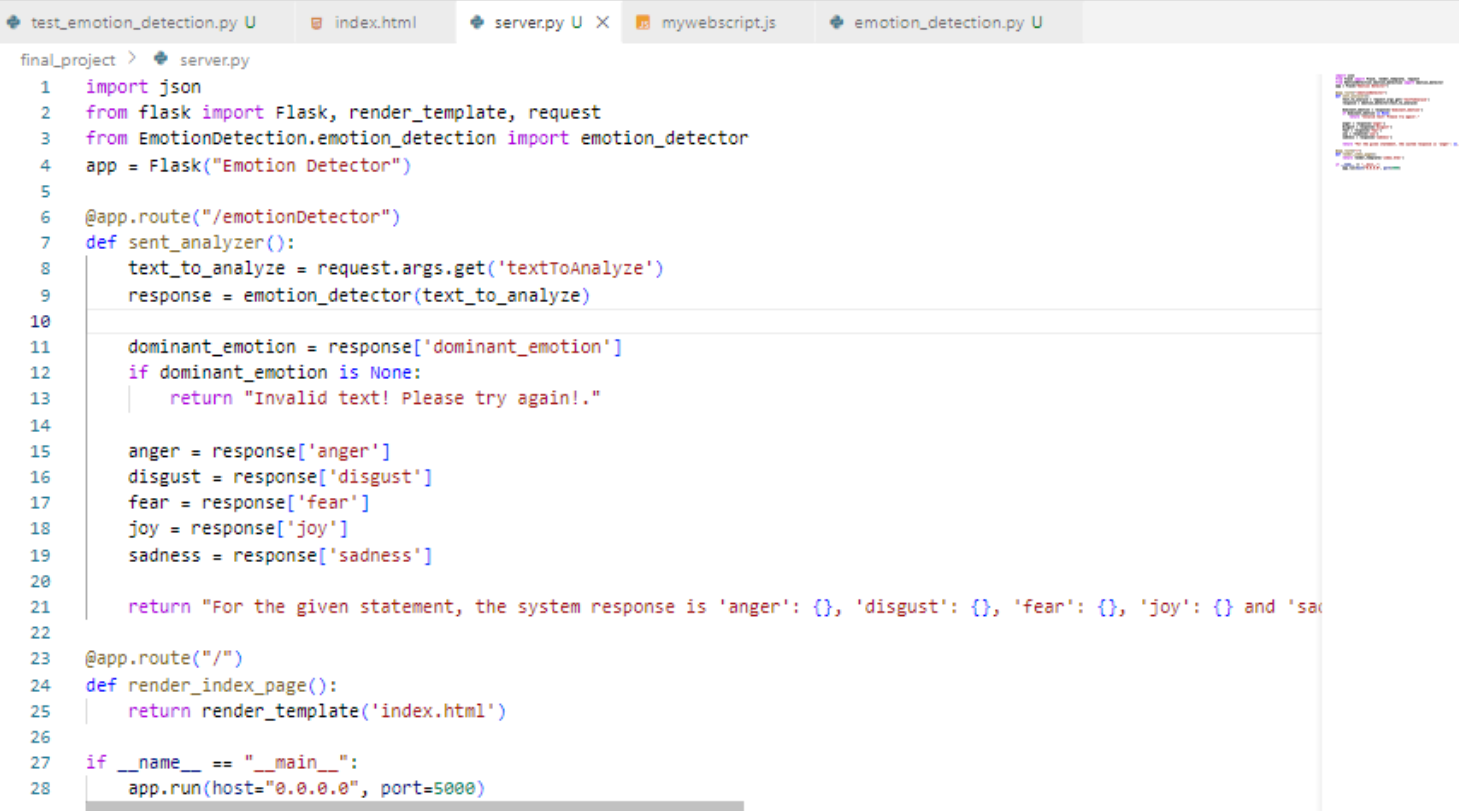 test_emotion_detection.py U index.html server.py U mywebscript.js emotion_detection.py U
final_project > server.py
1 import json
2 from flask import Flask, render_template, request
3 from EmotionDetection.emotion_detection import emotion_detector
4 app = Flask("Emotion Detector")
5
6 @app.route("/emotionDetector")
7 def sent_analyzer():
8 text_to_analyze = request.args.get('textToAnalyze')
9 response = emotion_detector(text_to_analyze)
10
11 dominant_emotion = response['dominant_emotion']
12 if dominant_emotion is None:
13 return "Invalid text! Please try again!."
14
15 anger = response['anger']
16 disgust = response['disgust']
17 fear = response['fear']
18 joy = response['joy']
19 sadness = response['sadness']
20
21 return "For the given statement, the system response is 'anger': {}, 'disgust': {}, 'fear': {}, 'joy': {} and 'sa
22
23 @app.route("/")
24 def render_index_page():
25 return render_template('index.html')
26
27 if __name__ == "__main__":
28 app.run(host="0.0.0.0", port=5000)